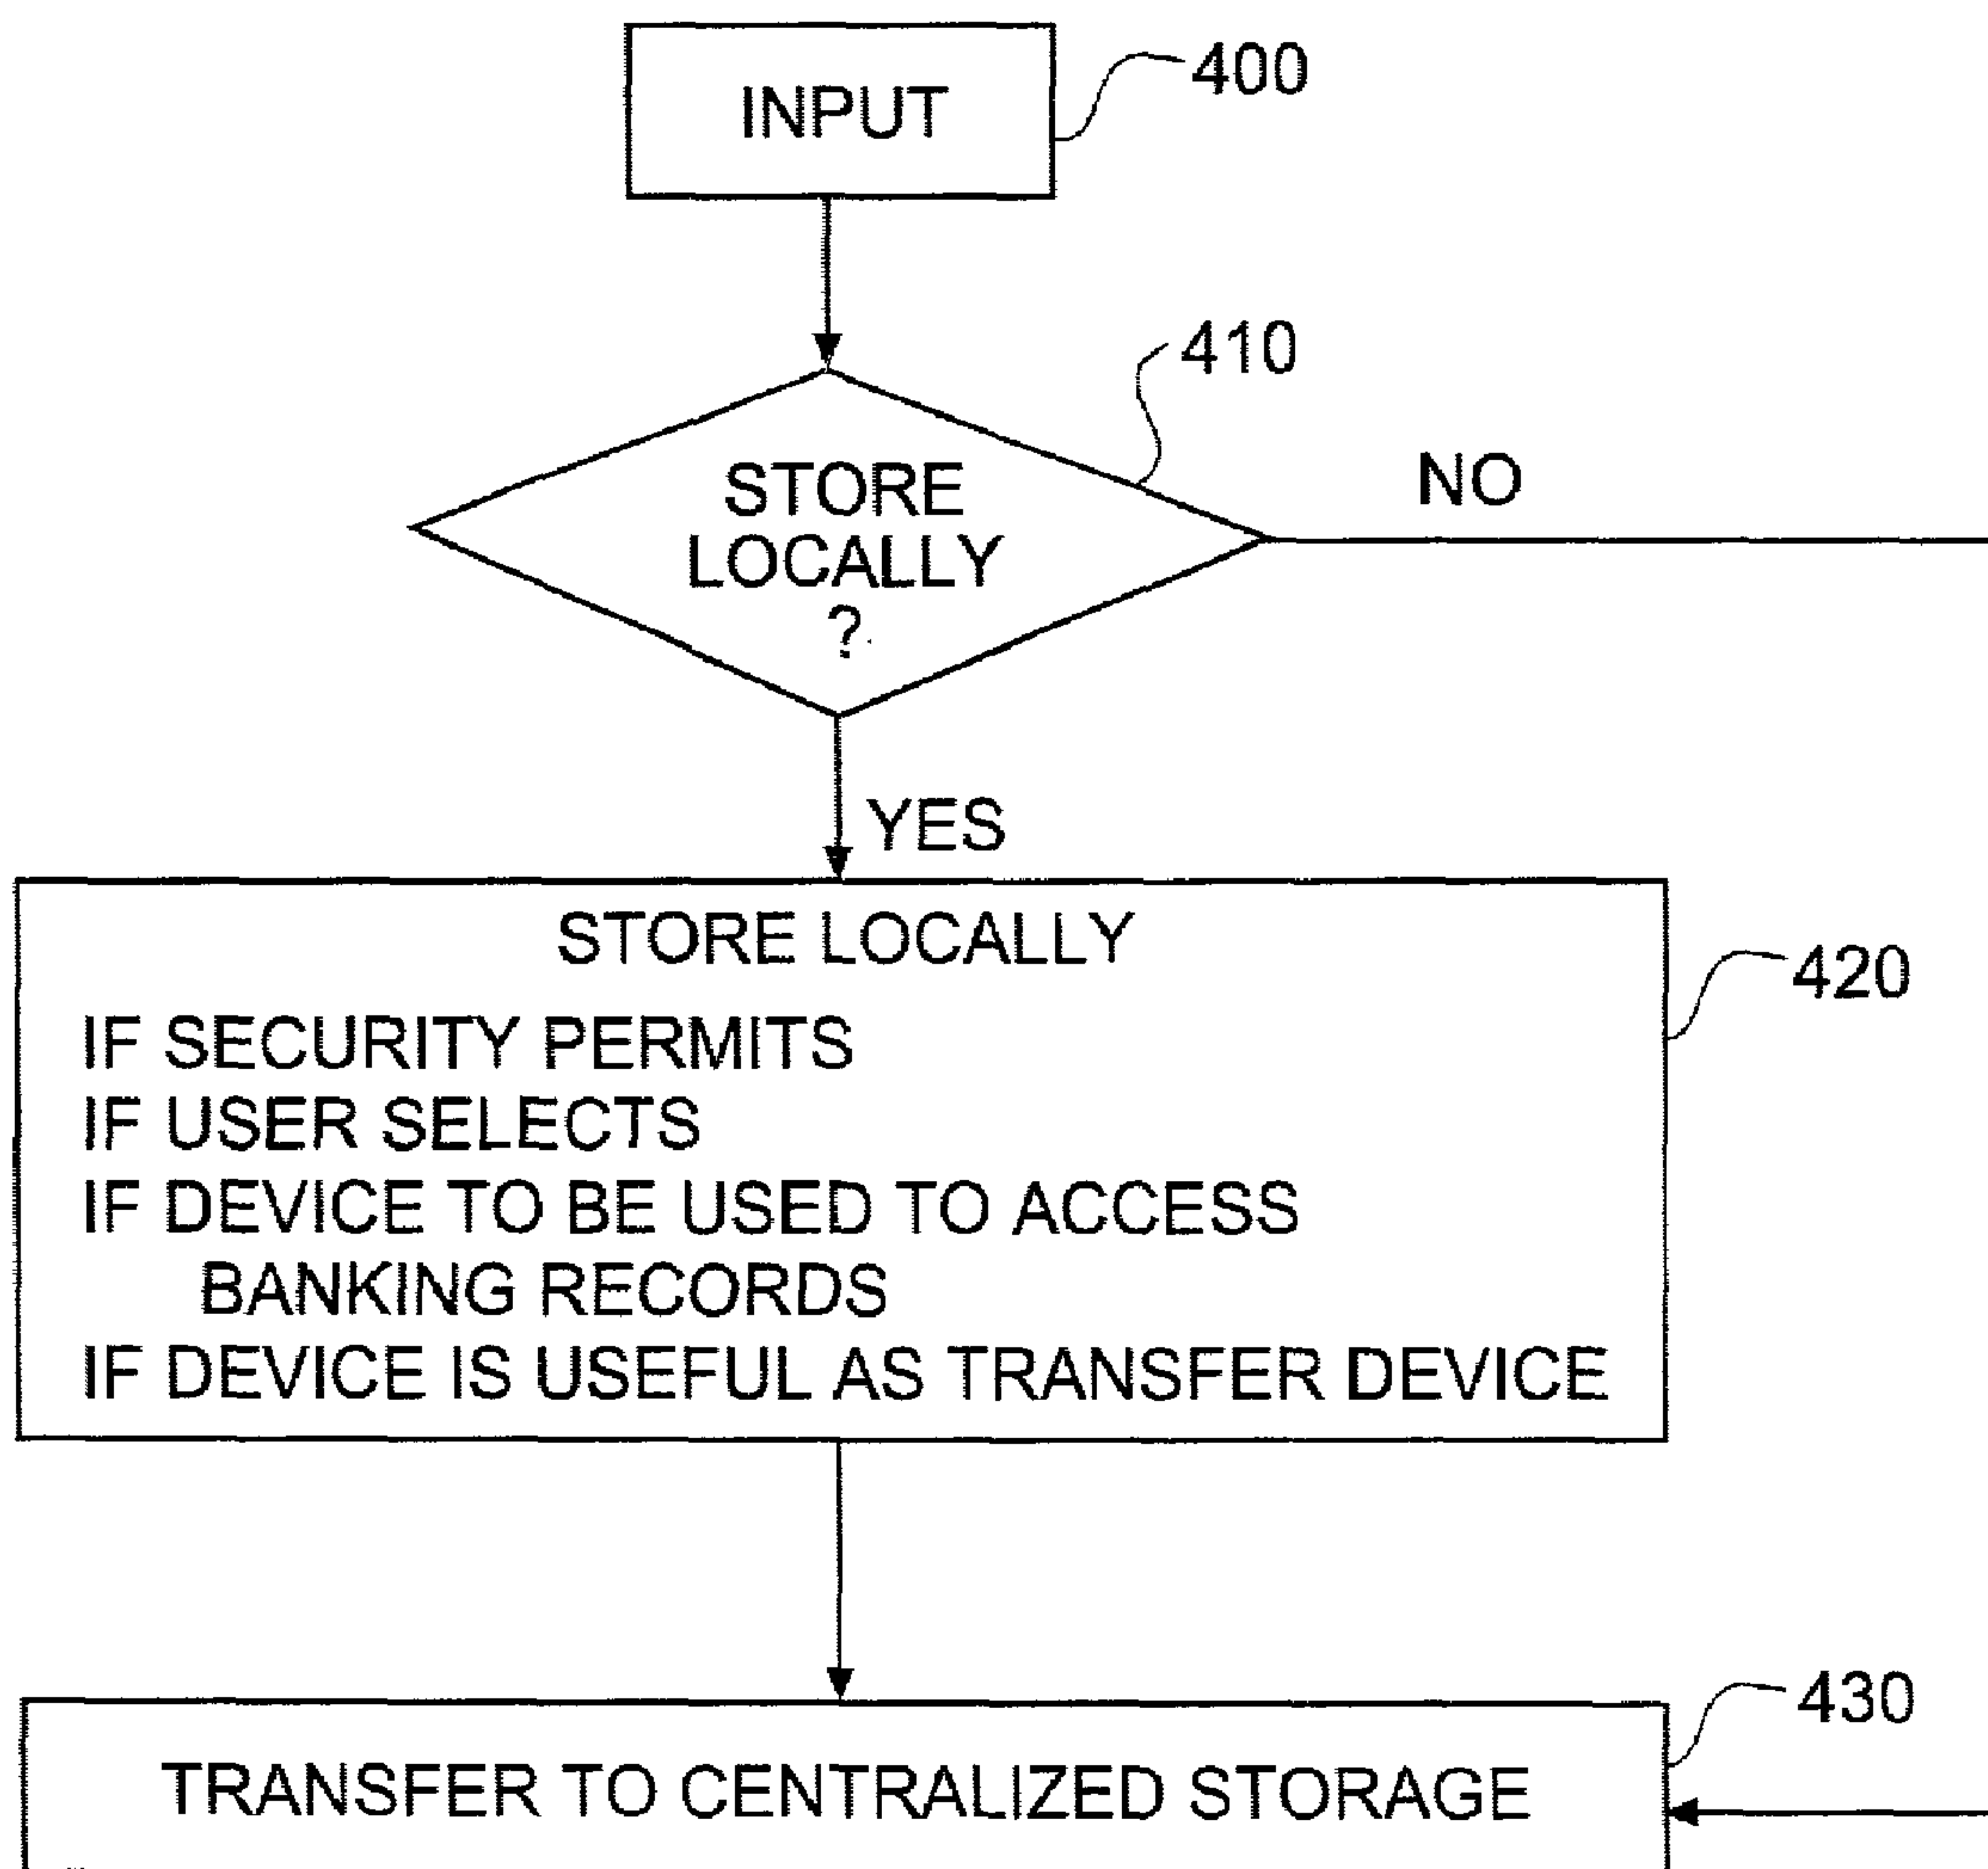 INPUT
400
410
STORE
LOCALLY
?
NO
YES
STORE LOCALLY
420
IF SECURITY PERMITS
IF USER SELECTS
IF DEVICE TO BE USED TO ACCESS
BANKING RECORDS
IF DEVICE IS USEFUL AS TRANSFER DEVICE
430
TRANSFER TO CENTRALIZED STORAGE